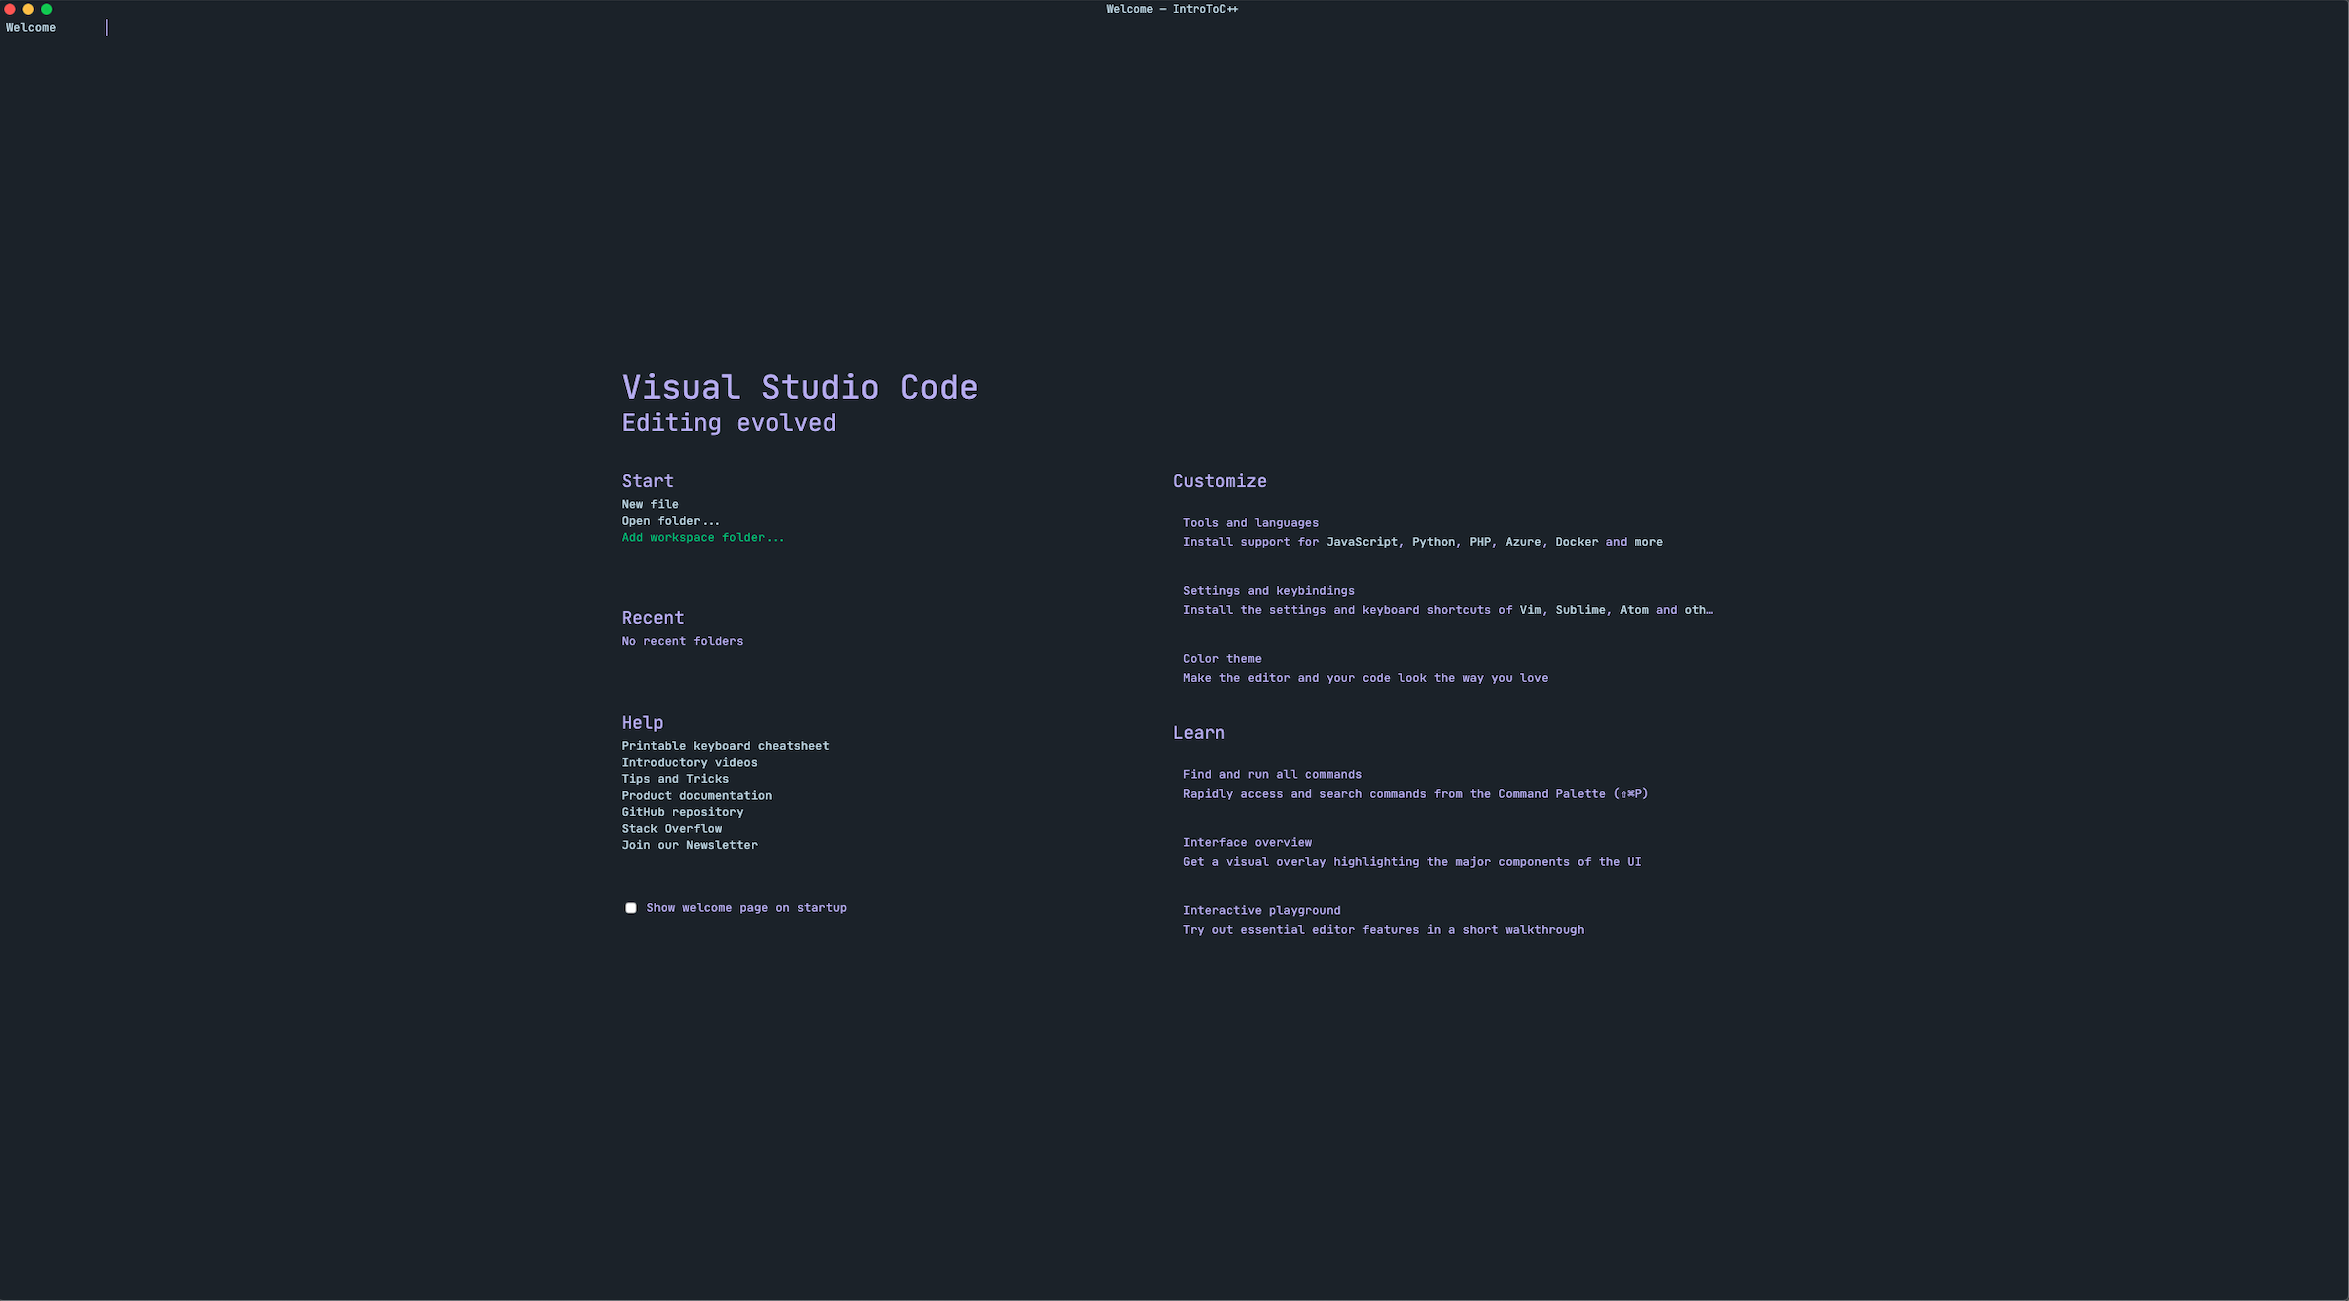 Welcome — IntroToC++
Welcome
Visual Studio Code
Editing evolved
Start
New file
Open folder...
Add workspace folder...
Recent
No recent folders
Help
Printable keyboard cheatsheet
Introductory videos
Tips and Tricks
Product documentation
GitHub repository
Stack Overflow
Join our Newsletter
Show welcome page on startup
Customize
Tools and languages
Install support for JavaScript, Python, PHP, Azure, Docker and more
Settings and keybindings
Install the settings and keyboard shortcuts of Vim, Sublime, Atom and oth…
Color theme
Make the editor and your code look the way you love
Learn
Find and run all commands
Rapidly access and search commands from the Command Palette (⇧⌘P)
Interface overview
Get a visual overlay highlighting the major components of the UI
Interactive playground
Try out essential editor features in a short walkthrough